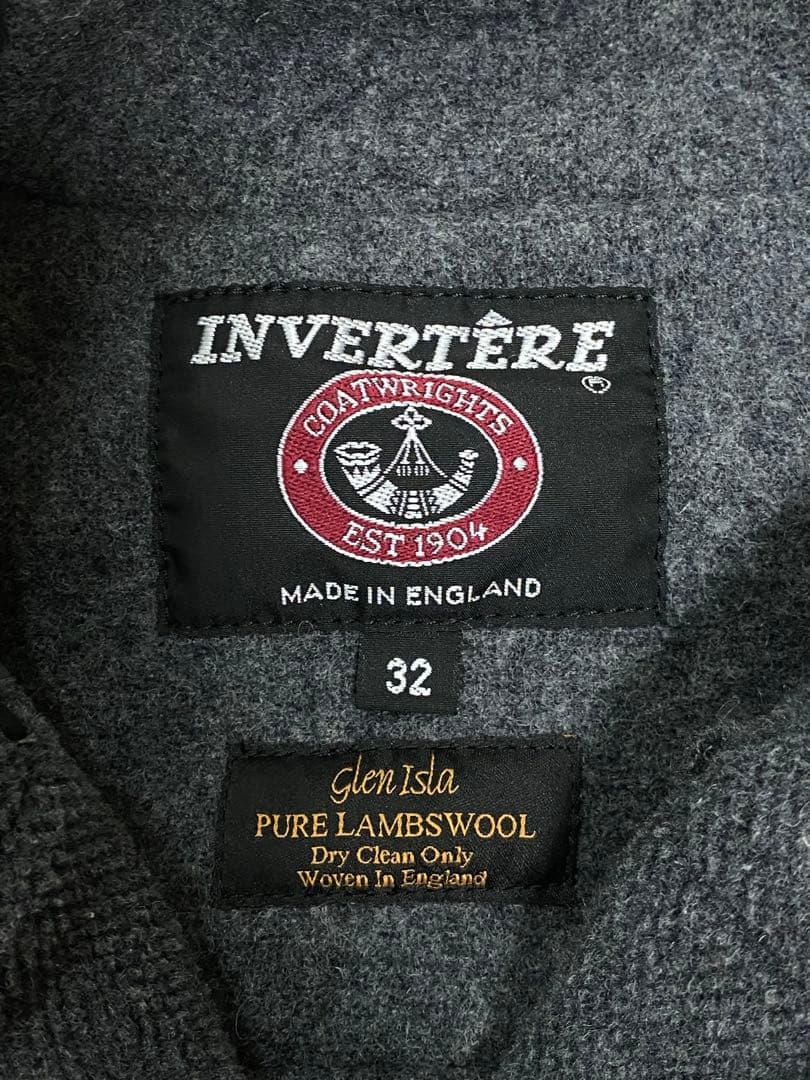 INVERTÊRE
®
COATWRIGHTS
EST 1904
MADE IN ENGLAND
32
Glen Isla
PURE LAMBSWOOL
Dry Clean Only
Woven In England